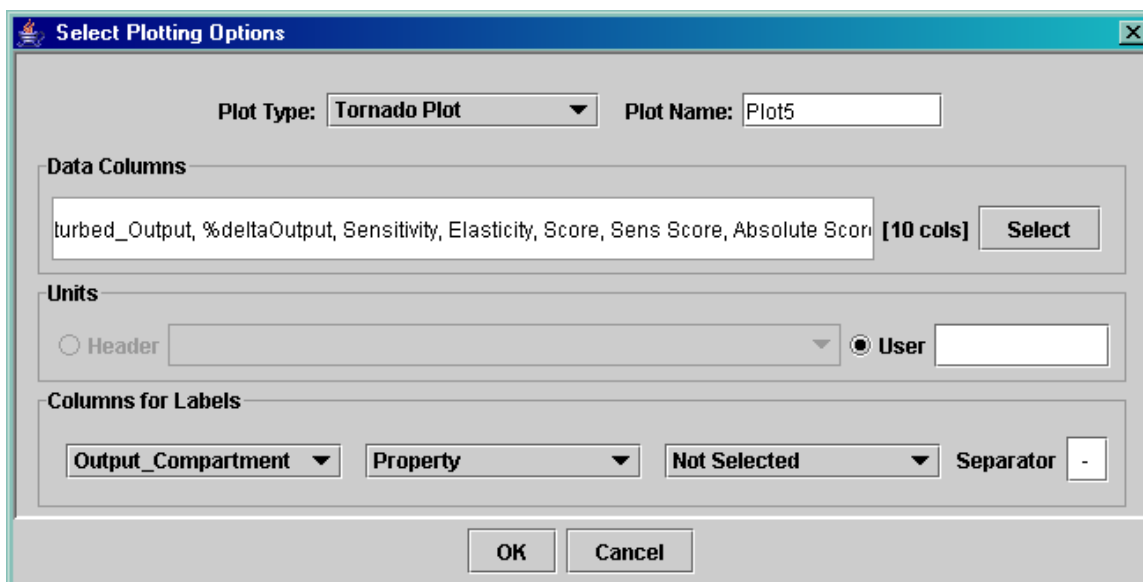 Select Plotting Options
Plot Type: Tornado Plot Plot Name: Plot5
Data Columns
turbed_Output, %deltaOutput, Sensitivity, Elasticity, Score, Sens Score, Absolute Score [10 cols] Select
Units
Header User
Columns for Labels
Output_Compartment Property Not Selected Separator -
OK Cancel